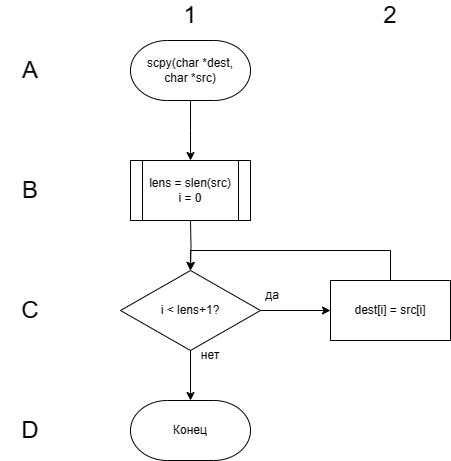 1 2
A
scpy(char *dest,
char *src)
B
lens = slen(src)
i = 0
C
i < lens+1?
да
dest[i] = src[i]
нет
D
Конец